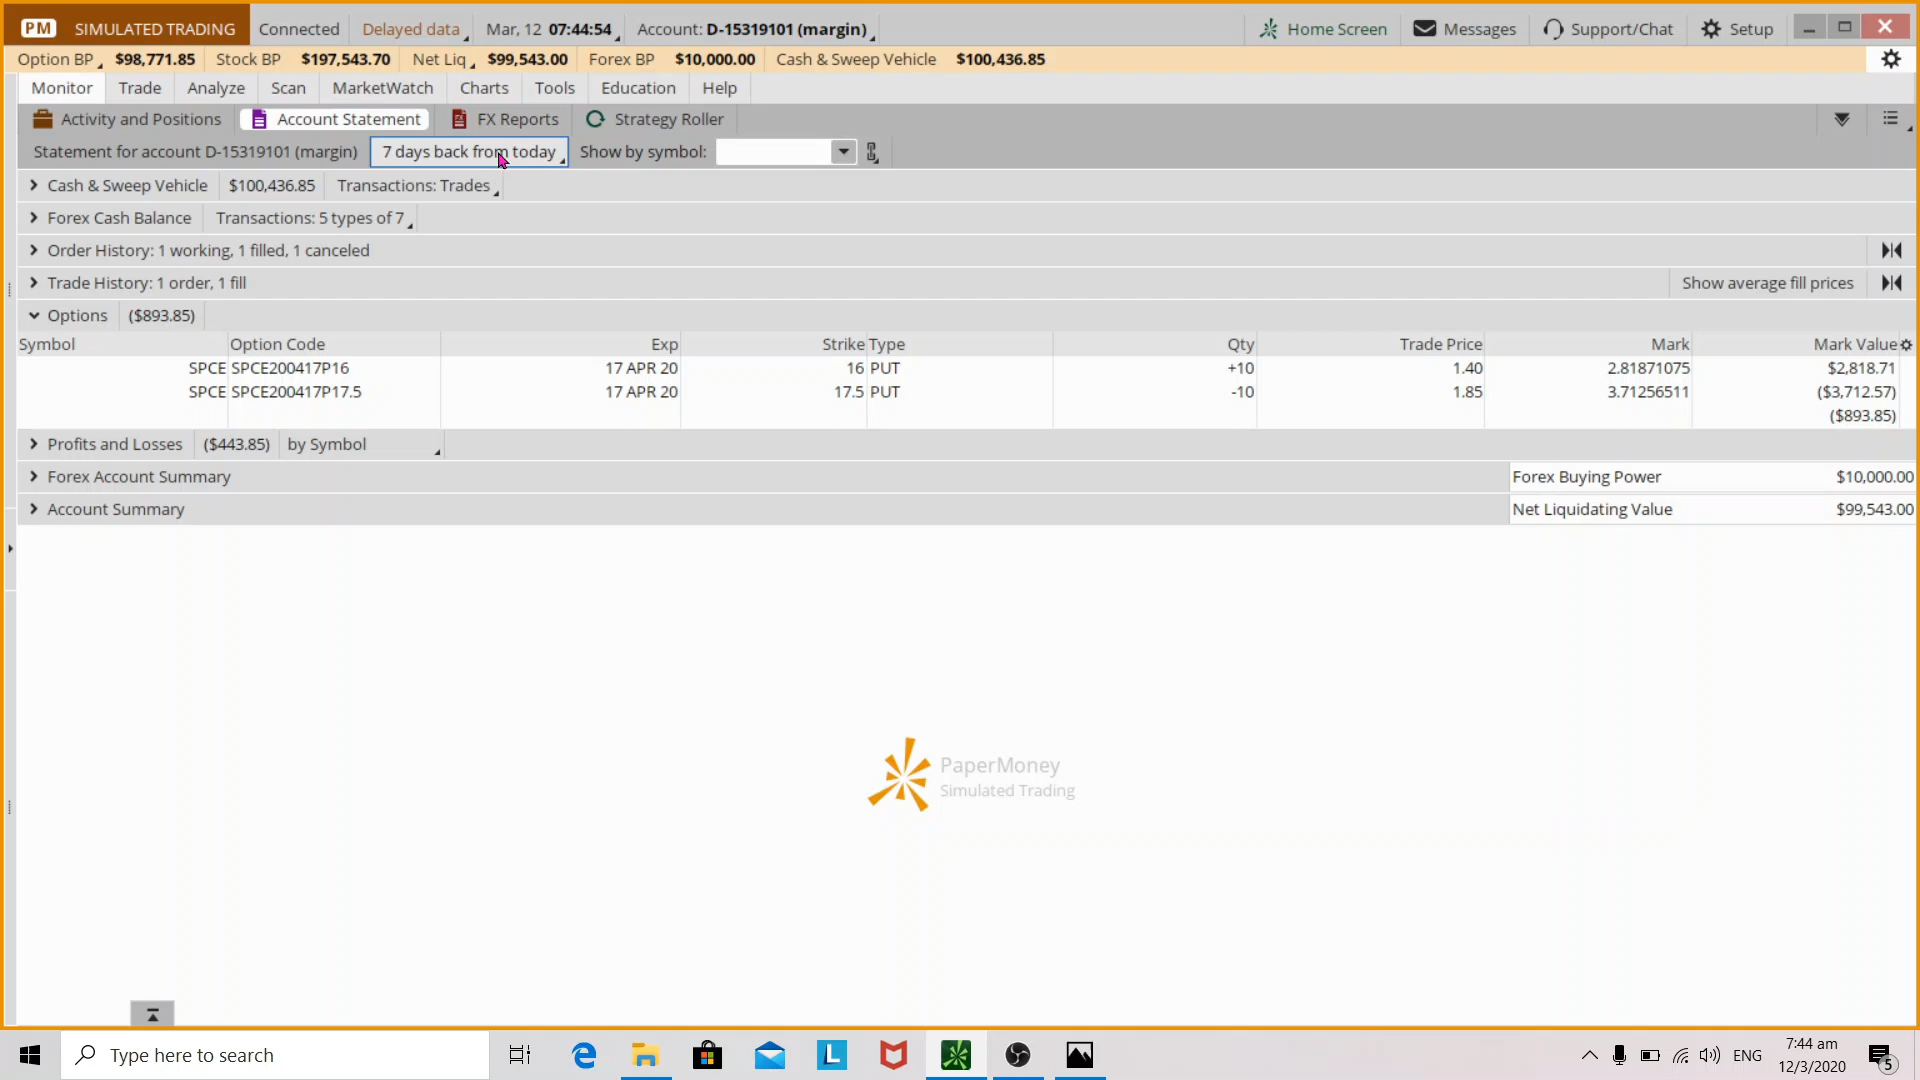 PM SIMULATED TRADING Connected Delayed data Mar, 12 07:44:54 Account: D-15319101 (margin) Home Screen Messages Support/Chat Setup
Option BP $98,771.85 Stock BP $197,543.70 Net Liq $99,543.00 Forex BP $10,000.00 Cash & Sweep Vehicle $100,436.85
Monitor Trade Analyze Scan MarketWatch Charts Tools Education Help
Activity and Positions Account Statement FX Reports Strategy Roller
Statement for account D-15319101 (margin) 7 days back from today Show by symbol:
Cash & Sweep Vehicle $100,436.85 Transactions: Trades
Forex Cash Balance Transactions: 5 types of 7
Order History: 1 working, 1 filled, 1 canceled
Trade History: 1 order, 1 fill Show average fill prices
Options ($893.85)
Symbol Option Code Exp Strike Type Qty Trade Price Mark Mark Value
SPCE SPCE200417P16 17 APR 20 16 PUT +10 1.40 2.81871075 $2,818.71
SPCE SPCE200417P17.5 17 APR 20 17.5 PUT -10 1.85 3.71256511 ($3,712.57)
($893.85)
Profits and Losses ($443.85) by Symbol
Forex Account Summary Forex Buying Power $10,000.00
Account Summary Net Liquidating Value $99,543.00
PaperMoney
Simulated Trading
Type here to search L ENG 7:44 am
12/3/2020 5